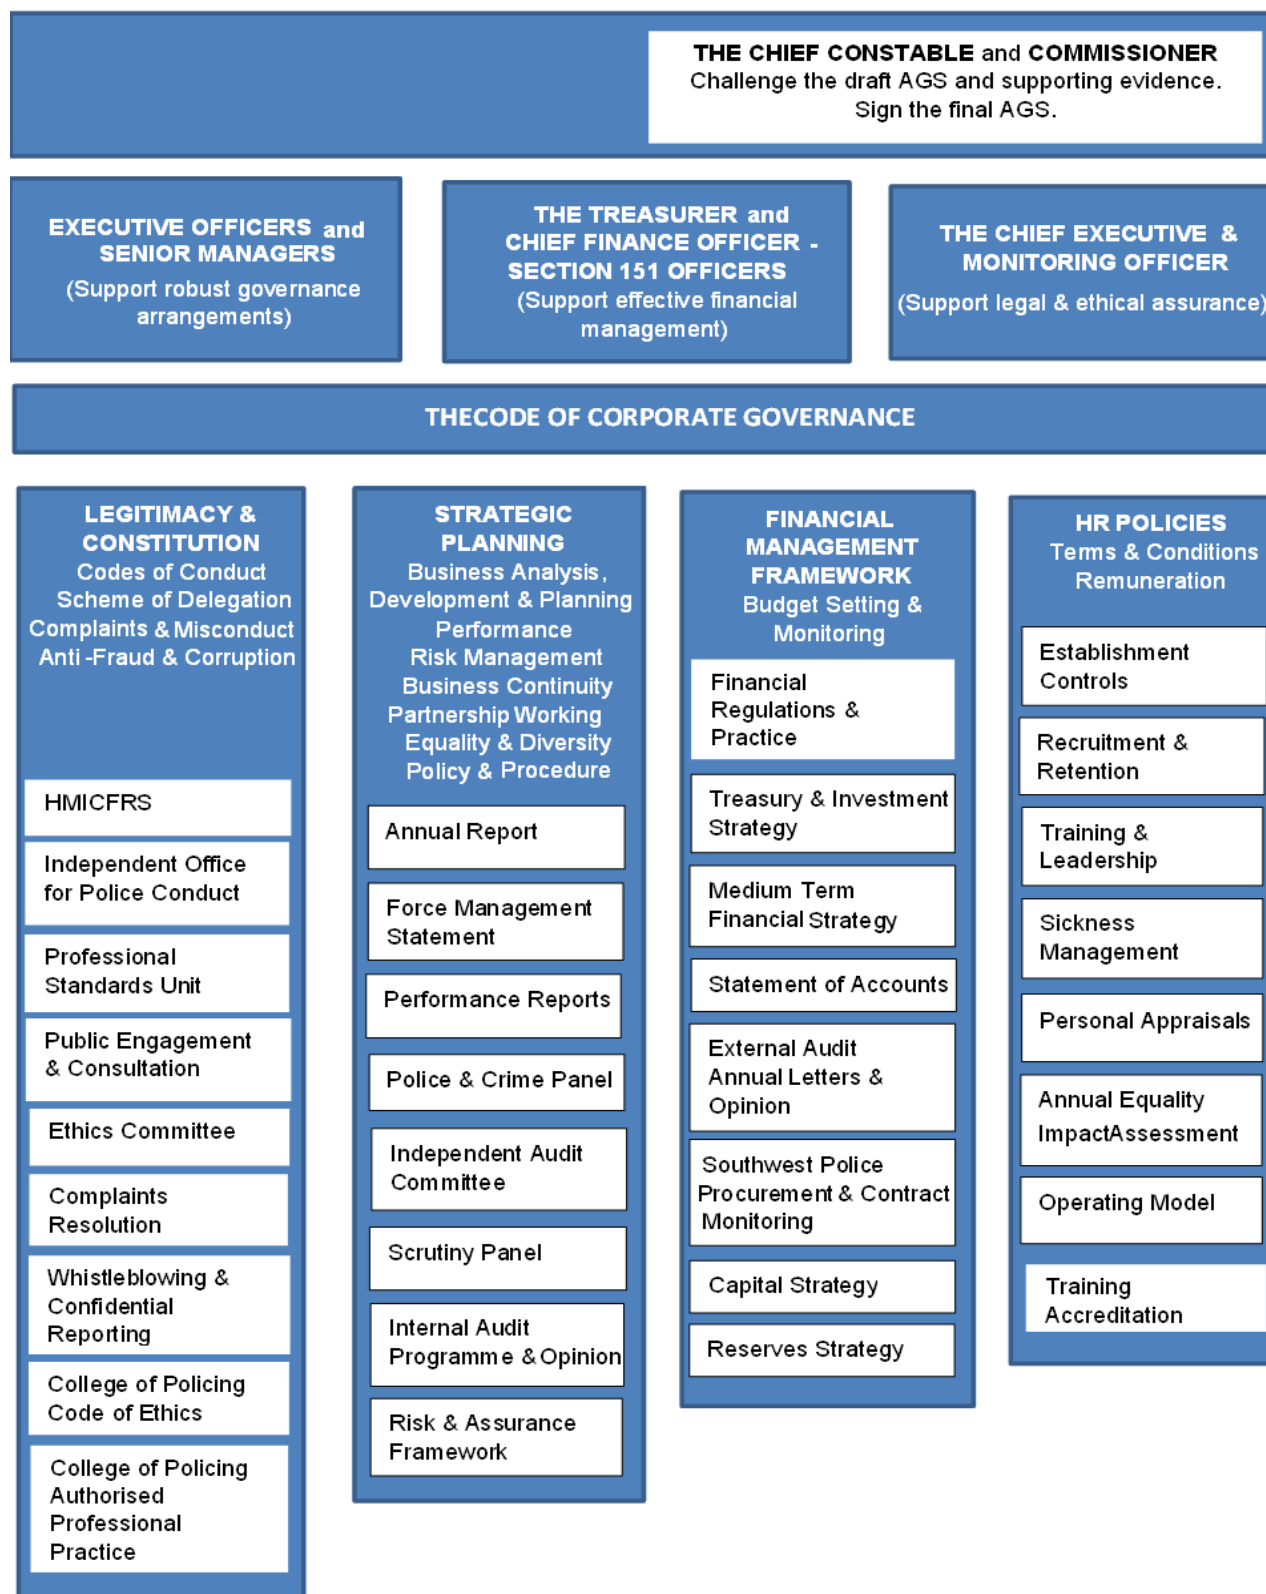 THE CHIEF CONSTABLE and COMMISSIONER
Challenge the draft AGS and supporting evidence.
Sign the final AGS.
EXECUTIVE OFFICERS and
SENIOR MANAGERS
(Support robust governance
arrangements)
THE TREASURER and
CHIEF FINANCE OFFICER -
SECTION 151 OFFICERS
(Support effective financial
management)
THE CHIEF EXECUTIVE &
MONITORING OFFICER
(Support legal & ethical assurance)
THECODE OF CORPORATE GOVERNANCE
LEGITIMACY &
CONSTITUTION
Codes of Conduct
Scheme of Delegation
Complaints & Misconduct
Anti -Fraud & Corruption
HMICFRS
Independent Office
for Police Conduct
Professional
Standards Unit
Public Engagement
& Consultation
Ethics Committee
Complaints
Resolution
Whistleblowing &
Confidential
Reporting
College of Policing
Code of Ethics
College of Policing
Authorised
Professional
Practice
STRATEGIC
PLANNING
Business Analysis,
Development & Planning
Performance
Risk Management
Business Continuity
Partnership Working
Equality & Diversity
Policy & Procedure
Annual Report
Force Management
Statement
Performance Reports
Police & Crime Panel
Independent Audit
Committee
Scrutiny Panel
Internal Audit
Programme & Opinion
Risk & Assurance
Framework
FINANCIAL
MANAGEMENT
FRAMEWORK
Budget Setting &
Monitoring
Financial
Regulations &
Practice
Treasury & Investment
Strategy
Medium Term
Financial Strategy
Statement of Accounts
External Audit
Annual Letters &
Opinion
Southwest Police
Procurement & Contract
Monitoring
Capital Strategy
Reserves Strategy
HR POLICIES
Terms & Conditions
Remuneration
Establishment
Controls
Recruitment &
Retention
Training &
Leadership
Sickness
Management
Personal Appraisals
Annual Equality
ImpactAssessment
Operating Model
Training
Accreditation